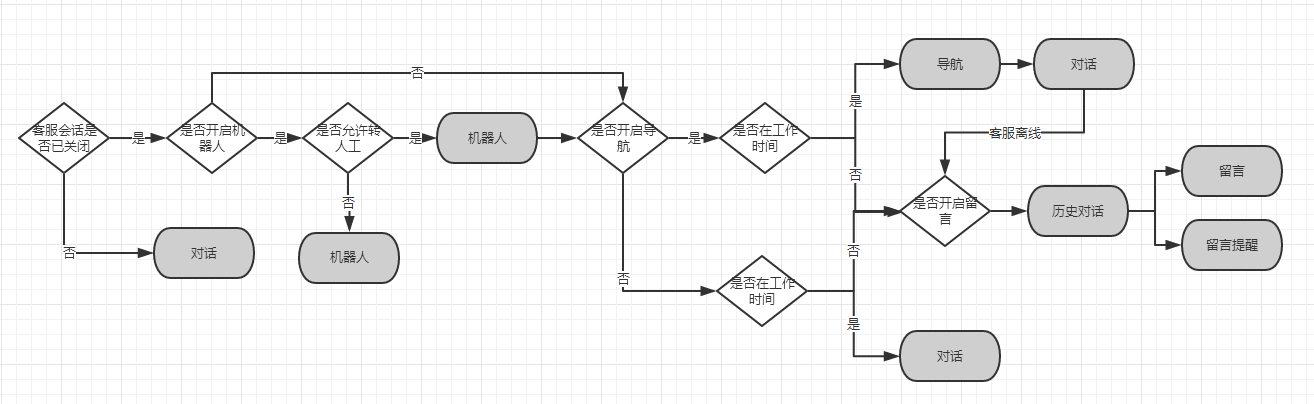 否
导航
对话
是
客服会话是
否已关闭
是
是否开启机
器人
是
是否允许转
人工
是
机器人
是否开启导
航
是
是否在工作
时间
客服离线
否
留言
否
是否开启留
言
历史对话
否
对话
机器人
否
留言提醒
否
是否在工作
时间
是
对话